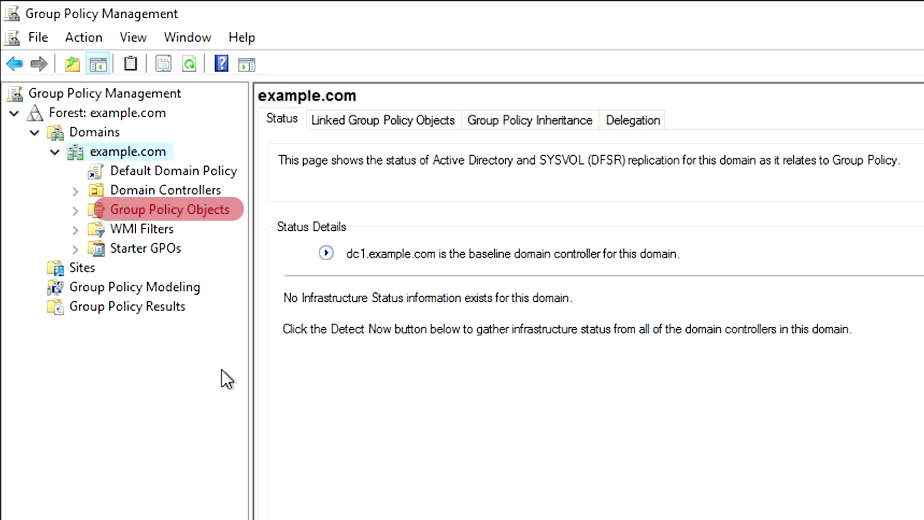 Group Policy Management
File Action View Window Help
Group Policy Management
Forest: example.com
Domains
example.com
Default Domain Policy
Domain Controllers
Group Policy Objects
WMI Filters
Starter GPOs
Sites
Group Policy Modeling
Group Policy Results
example.com
Status Linked Group Policy Objects Group Policy Inheritance Delegation
This page shows the status of Active Directory and SYSVOL (DFSR) replication for this domain as it relates to Group Policy.
Status Details
dc1.example.com is the baseline domain controller for this domain.
No Infrastructure Status information exists for this domain.
Click the Detect Now button below to gather infrastructure status from all of the domain controllers in this domain.